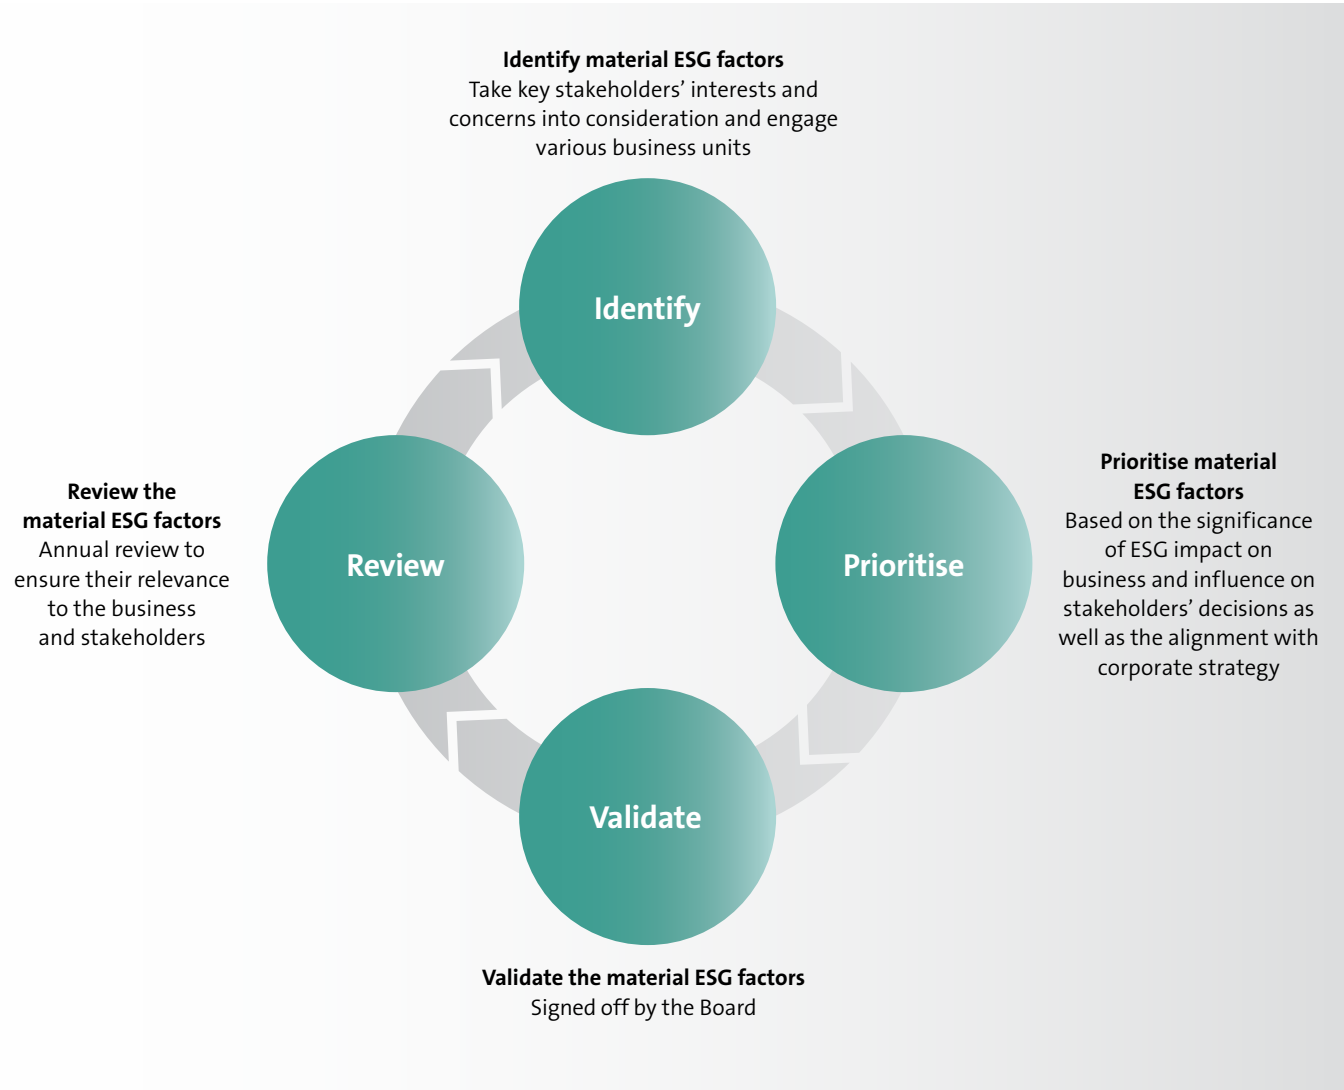 Identify material ESG factors
Take key stakeholders’ interests and
concerns into consideration and engage
various business units
Identify
Prioritise
Prioritise material
ESG factors
Based on the significance
of ESG impact on
business and influence on
stakeholders’ decisions as
well as the alignment with
corporate strategy
Validate
Validate the material ESG factors
Signed off by the Board
Review
Review the
material ESG factors
Annual review to
ensure their relevance
to the business
and stakeholders